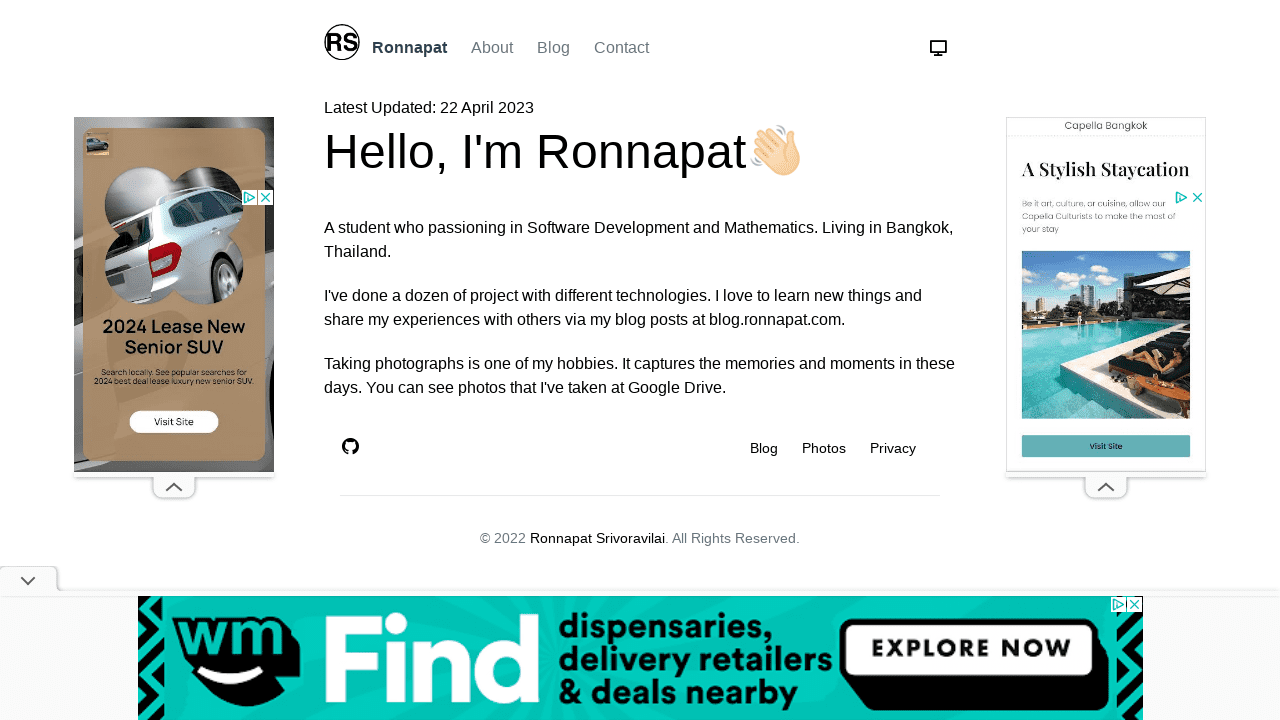 RS
Ronnapat About Blog Contact
Latest Updated: 22 April 2023
Hello, I'm Ronnapat
A student who passioning in Software Development and Mathematics. Living in Bangkok,
Thailand.
I've done a dozen of project with different technologies. I love to learn new things and
share my experiences with others via my blog posts at blog.ronnapat.com.
Taking photographs is one of my hobbies. It captures the memories and moments in these
days. You can see photos that I've taken at Google Drive.
Blog Photos Privacy
© 2022 Ronnapat Srivoravilai. All Rights Reserved.
2024 Lease New
Senior SUV
Search locally. See popular searches for
2024 best deal lease luxury new senior SUV.
Visit Site
Capella Bangkok
A Stylish Staycation
Be it art, culture, or cuisine, allow our
Capella Culturists to make the most of
your stay
Visit Site
wm
Find
dispensaries,
delivery retailers
& deals nearby
EXPLORE NOW